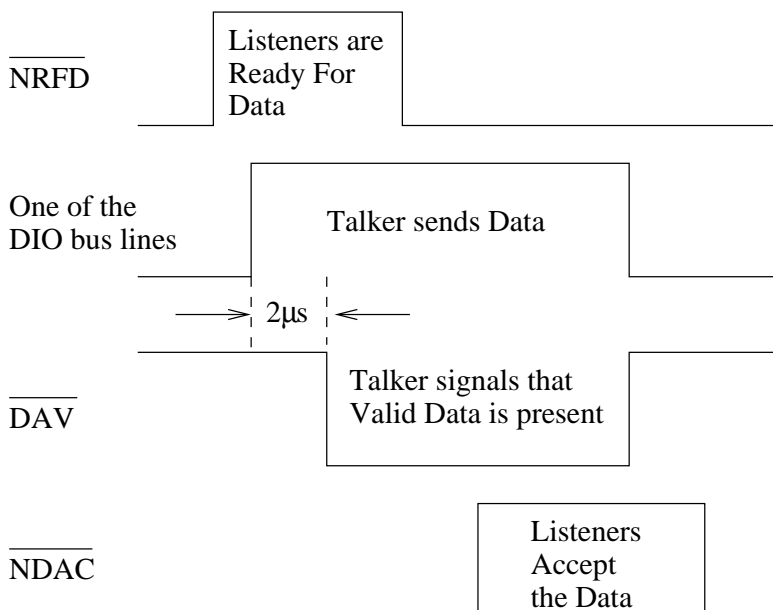 NRFD
Listeners are
Ready For
Data
One of the
DIO bus lines
Talker sends Data
2μs
DAV
Talker signals that
Valid Data is present
NDAC
Listeners
Accept
the Data